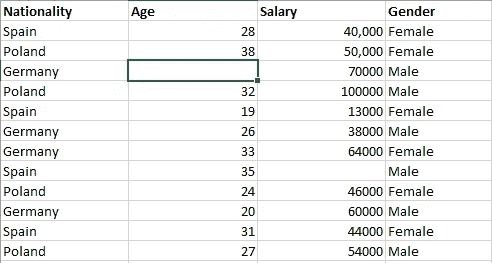 Nationality Age Salary Gender
Spain 28 40,000 Female
Poland 38 50,000 Female
Germany 70000 Male
Poland 32 100000 Male
Spain 19 13000 Female
Germany 26 38000 Male
Germany 33 64000 Female
Spain 35 Male
Poland 24 46000 Female
Germany 20 60000 Male
Spain 31 44000 Female
Poland 27 54000 Male